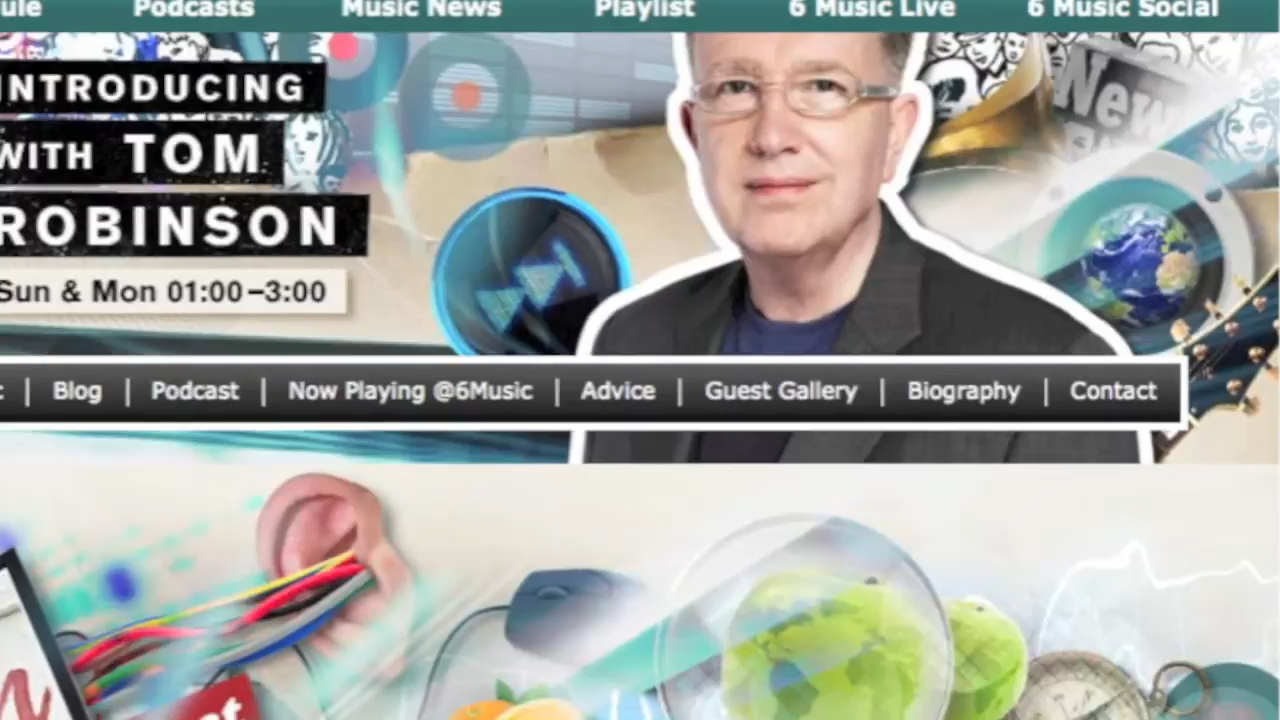 Podcasts Music News Playlist 6 Music Live 6 Music Social
INTRODUCING
WITH TOM
ROBINSON
Sun & Mon 01:00–3:00
Blog | Podcast | Now Playing @6Music | Advice | Guest Gallery | Biography | Contact
New